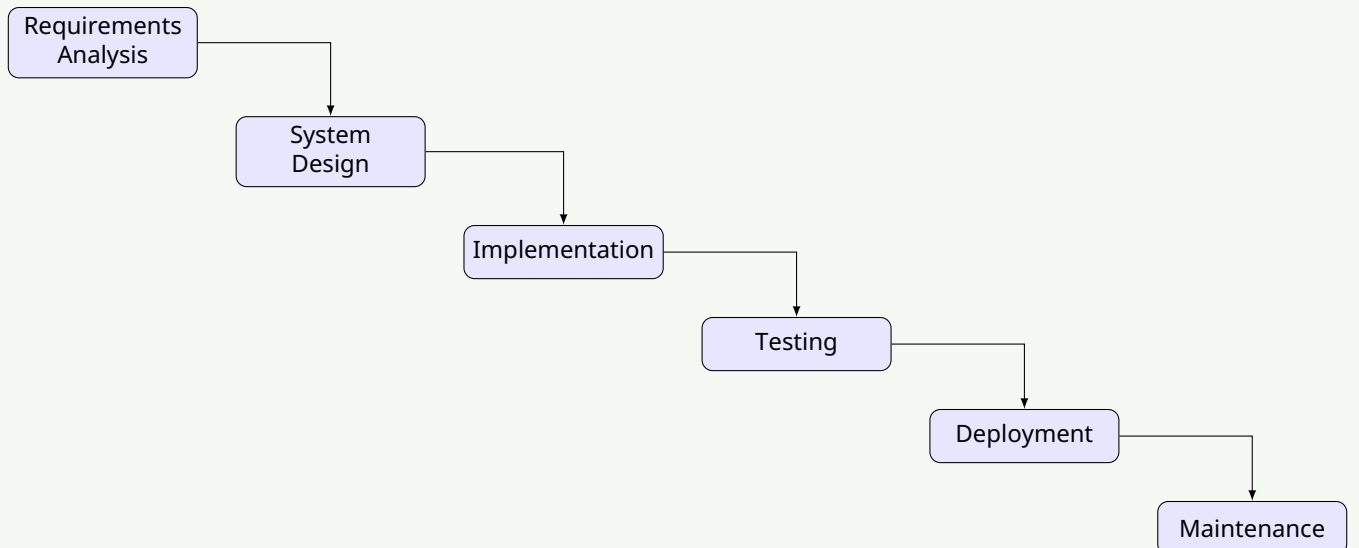 Requirements
Analysis
System
Design
Implementation
Testing
Deployment
Maintenance